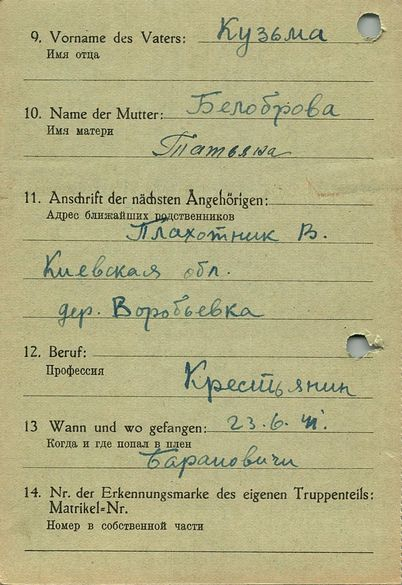 9. Vorname des Vaters: Кузьма
Имя отца
10. Name der Mutter: Белоброва
Имя матери
Татьяна
11. Anschrift der nächsten Angehörigen:
Адрес ближайших родственников
Плахотник В.
Киевская обл.
дер. Воробьевка
12. Beruf:
Профессия
Крестьянин
13 Wann und wo gefangen: 23.6.41.
Когда и где попал в плен
Барановичи
14. Nr. der Erkennungsmarke des eigenen Truppenteils:
Matrikel=Nr.
Номер в собственной части